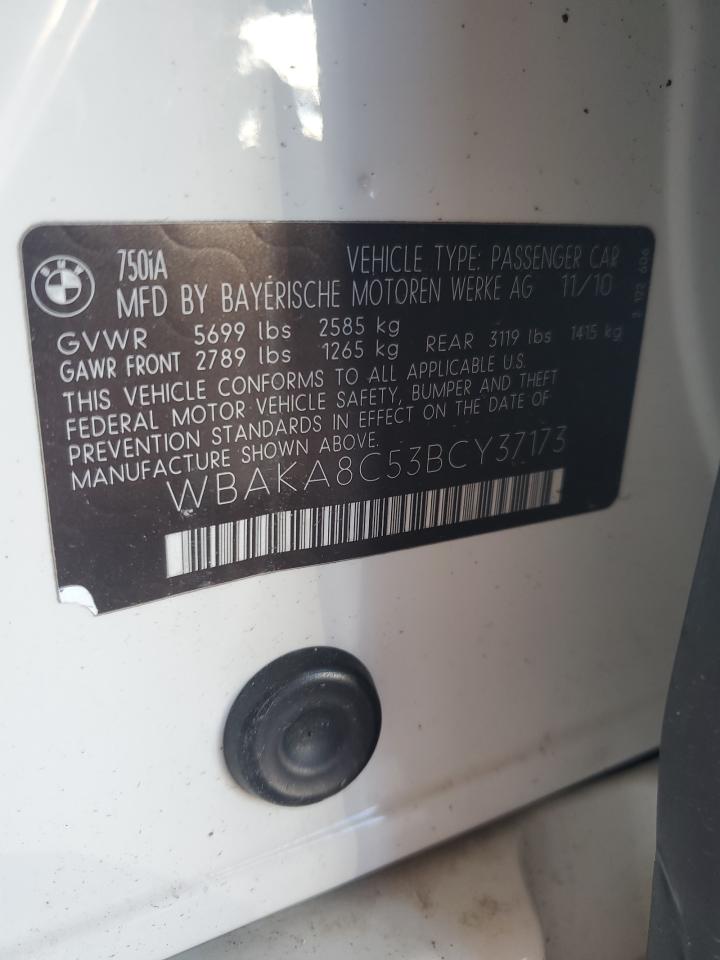 BMW
750iA VEHICLE TYPE: PASSENGER CAR
MFD BY BAYERISCHE MOTOREN WERKE AG 11/10
GVWR 5699 lbs 2585 kg
GAWR FRONT 2789 lbs 1265 kg REAR 3119 lbs 1415 kg
THIS VEHICLE CONFORMS TO ALL APPLICABLE U.S.
FEDERAL MOTOR VEHICLE SAFETY, BUMPER AND THEFT
PREVENTION STANDARDS IN EFFECT ON THE DATE OF
MANUFACTURE SHOWN ABOVE.
WBAKA8C53BCY37173